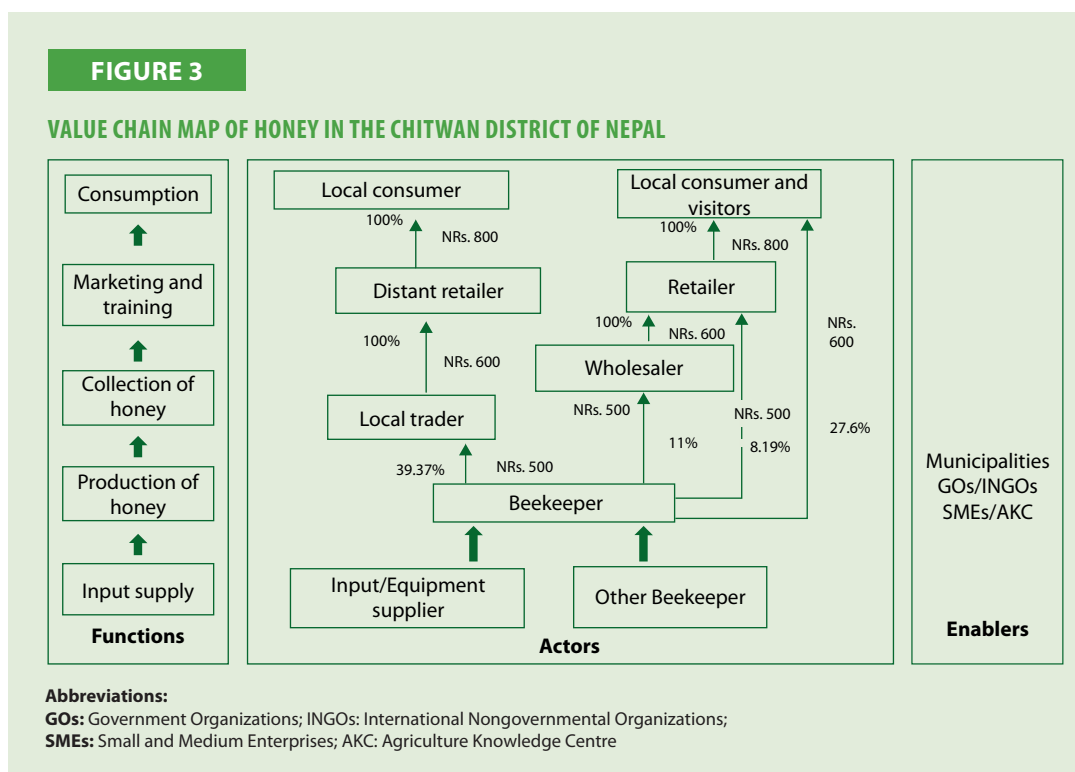 FIGURE 3
VALUE CHAIN MAP OF HONEY IN THE CHITWAN DISTRICT OF NEPAL
Consumption
Marketing and
training
Collection of
honey
Production of
honey
Input supply
Functions
Local consumer
100%
NRs. 800
Distant retailer
100%
NRs. 600
Local trader
39.37%
NRs. 500
Local consumer and
visitors
100%
NRs. 800
Retailer
100%
NRs. 600
Wholesaler
NRs. 500
11%
NRs. 500
8.19%
NRs.
600
27.6%
Beekeeper
Input/Equipment
supplier
Other Beekeeper
Actors
Municipalities
GOs/INGOs
SMEs/AKC
Enablers
Abbreviations:
GOs: Government Organizations; INGOs: International Nongovernmental Organizations;
SMEs: Small and Medium Enterprises; AKC: Agriculture Knowledge Centre